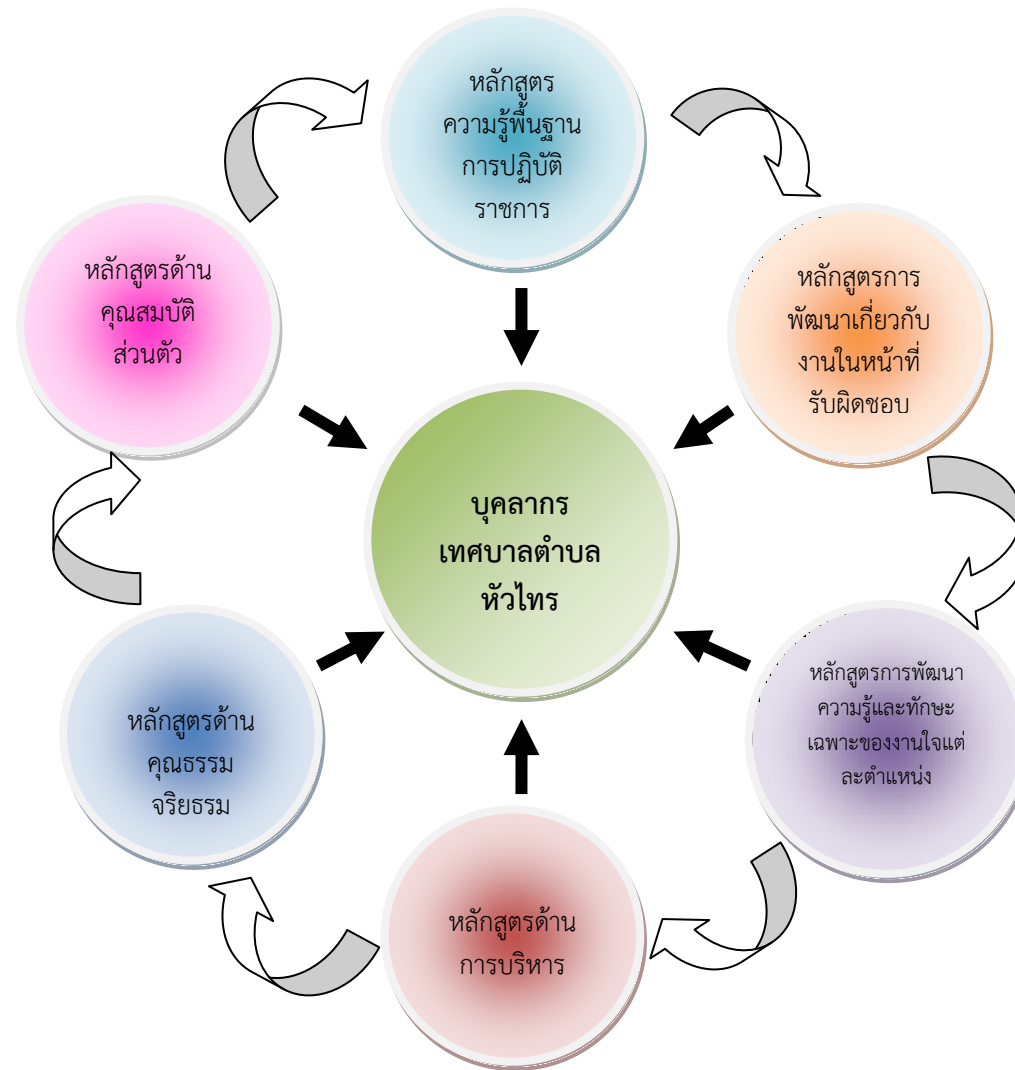 หลักสูตร
ความรู้พื้นฐาน
การปฏิบัติ
ราชการ
หลักสูตรการ
พัฒนาเกี่ยวกับ
งานในหน้าที่
รับผิดชอบ
หลักสูตรการพัฒนา
ความรู้และทักษะ
เฉพาะของงานใจแต่
ละตำแหน่ง
หลักสูตรด้าน
การบริหาร
หลักสูตรด้าน
คุณธรรม
จริยธรรม
หลักสูตรด้าน
คุณสมบัติ
ส่วนตัว
บุคลากร
เทศบาลตำบล
หัวไทร